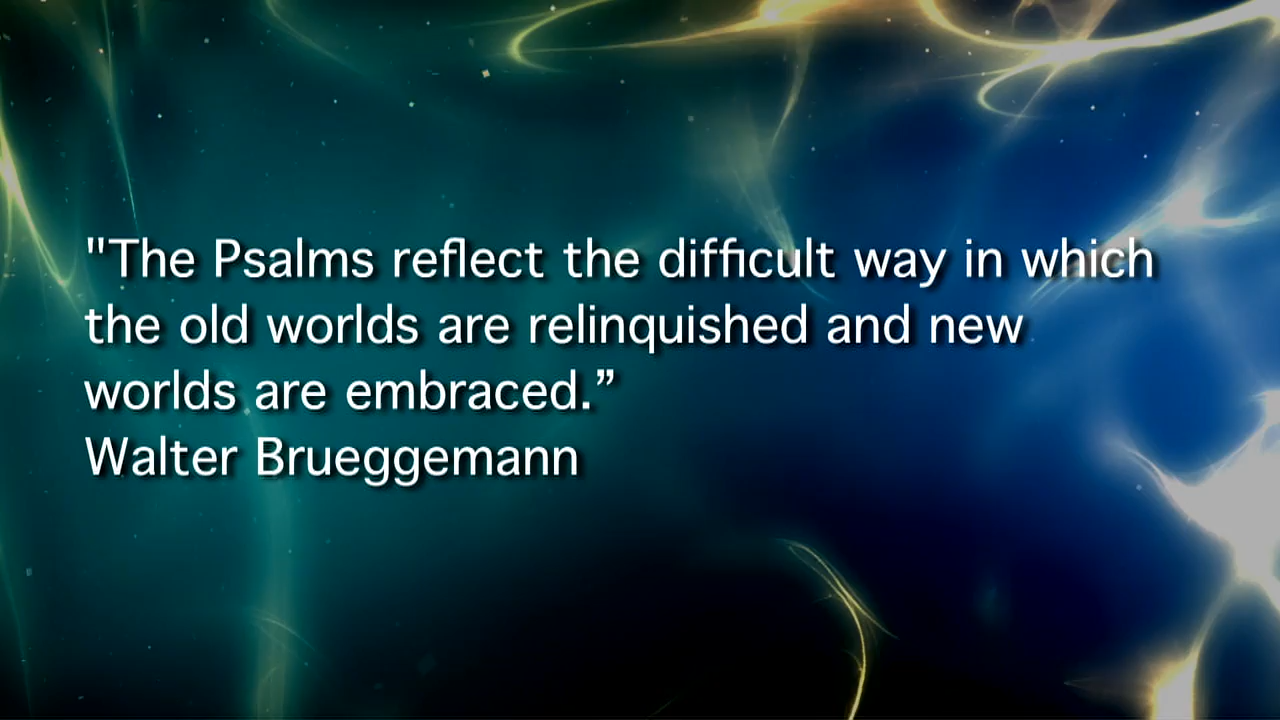 "The Psalms reflect the difficult way in which
the old worlds are relinquished and new
worlds are embraced.”
Walter Brueggemann